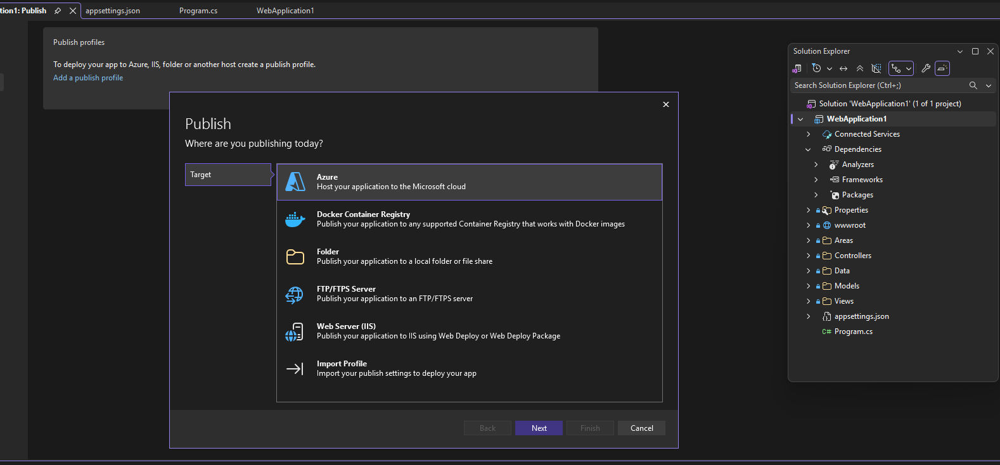 tion1: Publish
appsettings.json
Program.cs
WebApplication1
Publish profiles
To deploy your app to Azure, IIS, folder or another host create a publish profile.
Add a publish profile
Publish
Where are you publishing today?
Target
Azure
Host your application to the Microsoft cloud
Docker Container Registry
Publish your application to any supported Container Registry that works with Docker images
Folder
Publish your application to a local folder or file share
FTP/FTPS Server
Publish your application to an FTP/FTPS server
Web Server (IIS)
Publish your application to IIS using Web Deploy or Web Deploy Package
Import Profile
Import your publish settings to deploy your app
Back
Next
Finish
Cancel
Solution Explorer
Search Solution Explorer (Ctrl+;)
Solution 'WebApplication1' (1 of 1 project)
WebApplication1
Connected Services
Dependencies
Analyzers
Frameworks
Packages
Properties
wwwroot
Areas
Controllers
Data
Models
Views
appsettings.json
C# Program.cs